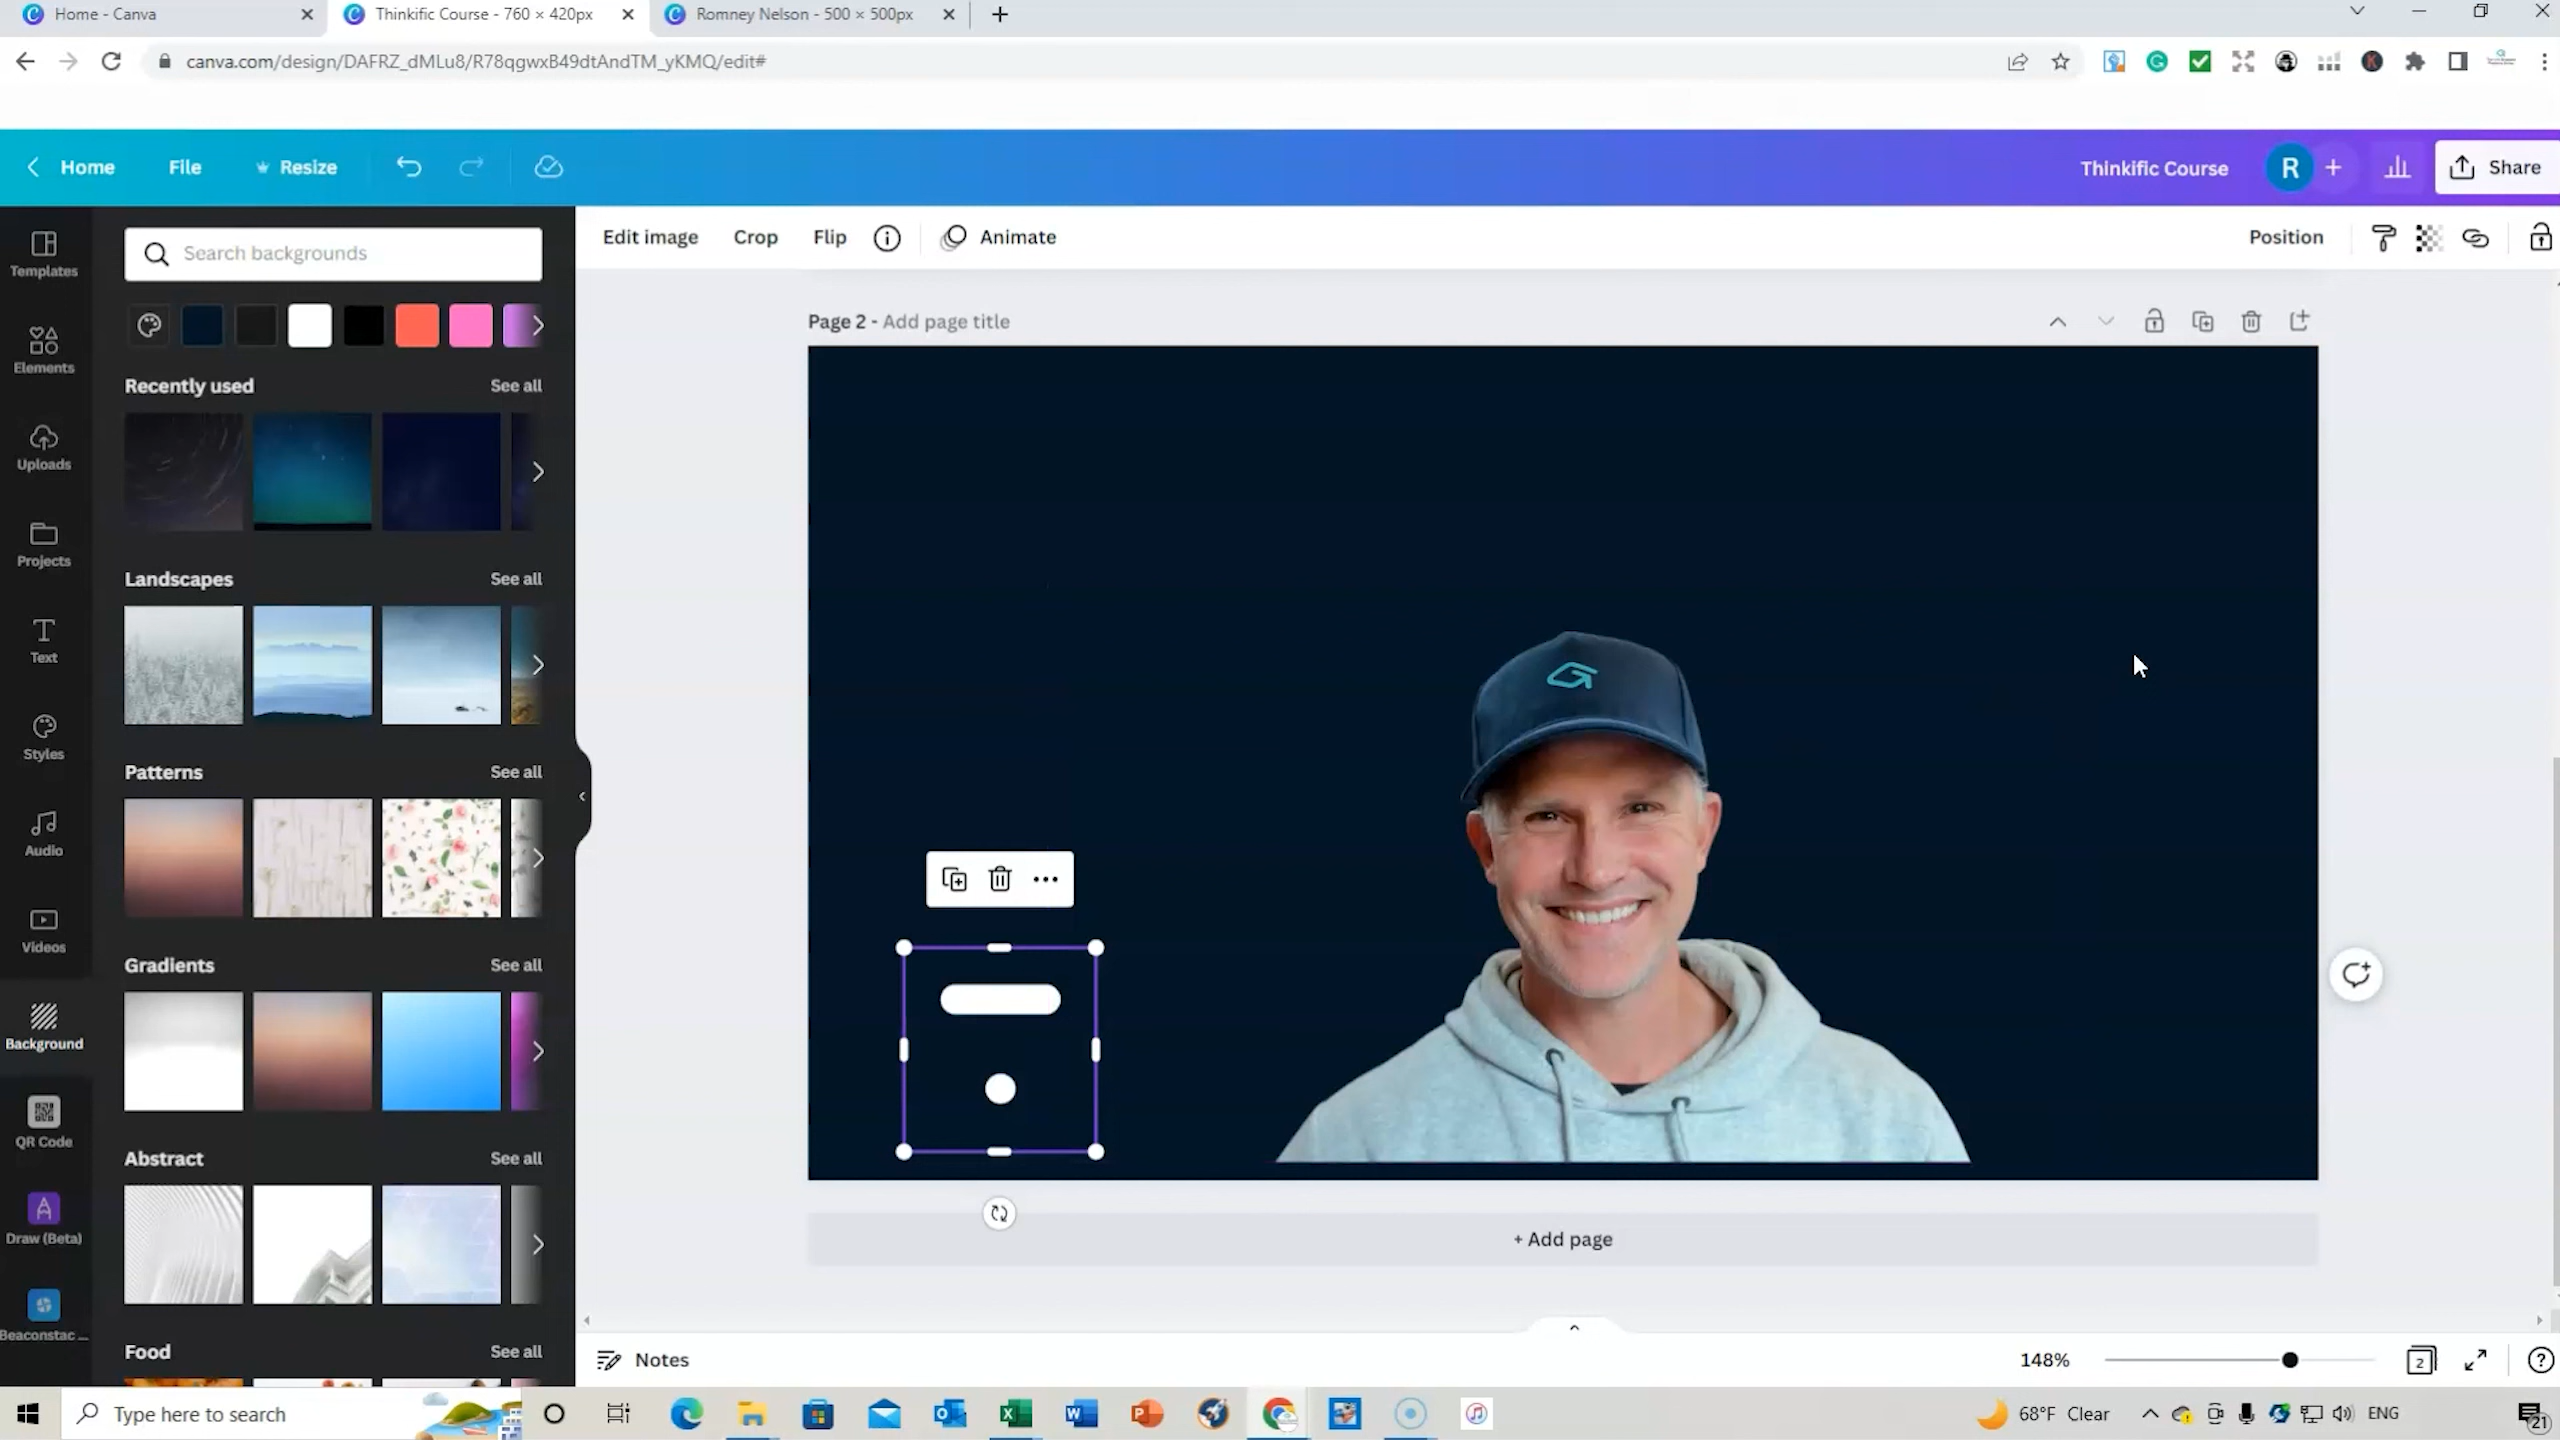 Home - Canva
Thinkific Course - 760 × 420px
Romney Nelson - 500 × 500px
canva.com/design/DAFRZ_dMLu8/R78qgwxB49dtAndTM_yKMQ/edit#
Home
File
Resize
Thinkific Course
R
Share
Templates
Elements
Uploads
Projects
Text
Styles
Audio
Videos
Background
QR Code
Draw (Beta)
Beaconstac ...
Search backgrounds
Recently used
See all
Landscapes
See all
Patterns
See all
Gradients
See all
Abstract
See all
Food
See all
Edit image
Crop
Flip
Animate
Position
Page 2 - Add page title
+ Add page
Notes
148%
2
Type here to search
68°F Clear
ENG
21